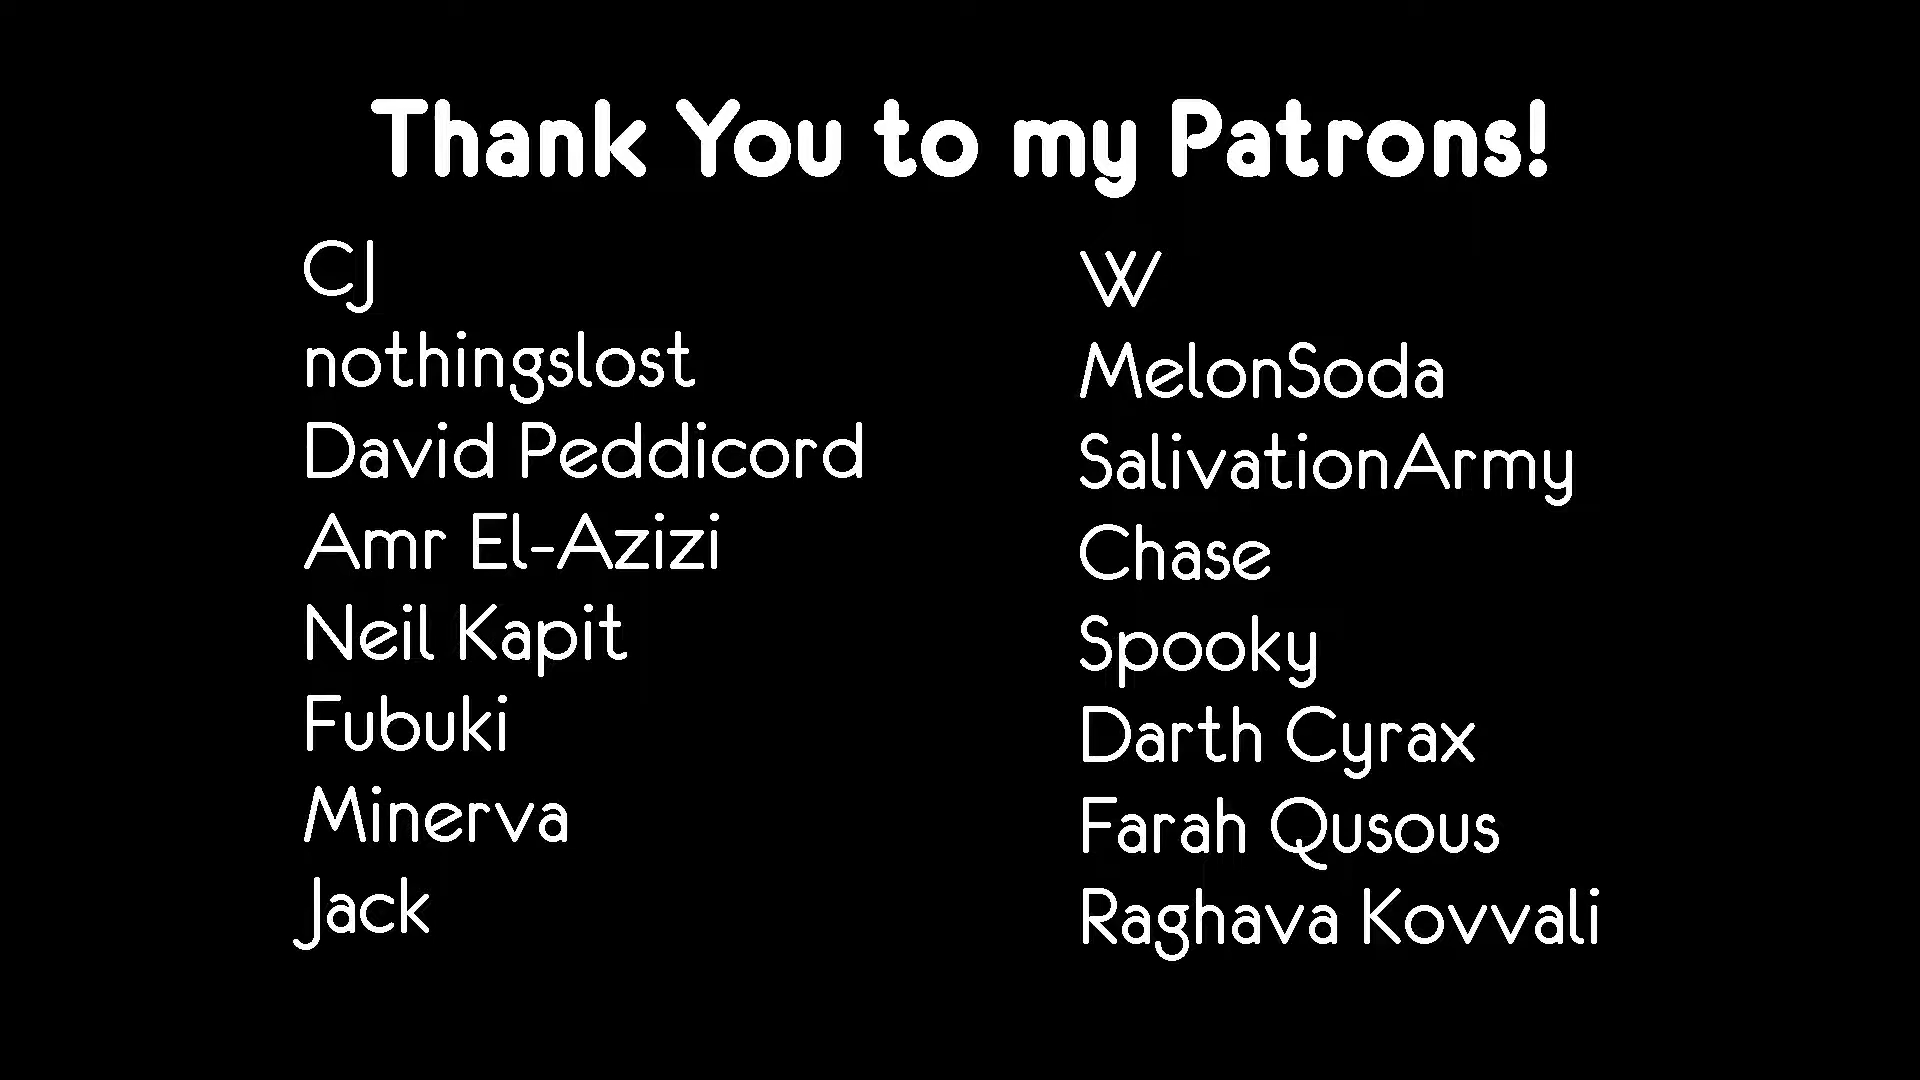 Thank You to my Patrons!
CJ
nothingslost
David Peddicord
Amr El-Azizi
Neil Kapit
Fubuki
Minerva
Jack
W
MelonSoda
SalivationArmy
Chase
Spooky
Darth Cyrax
Farah Qusous
Raghava Kovvali